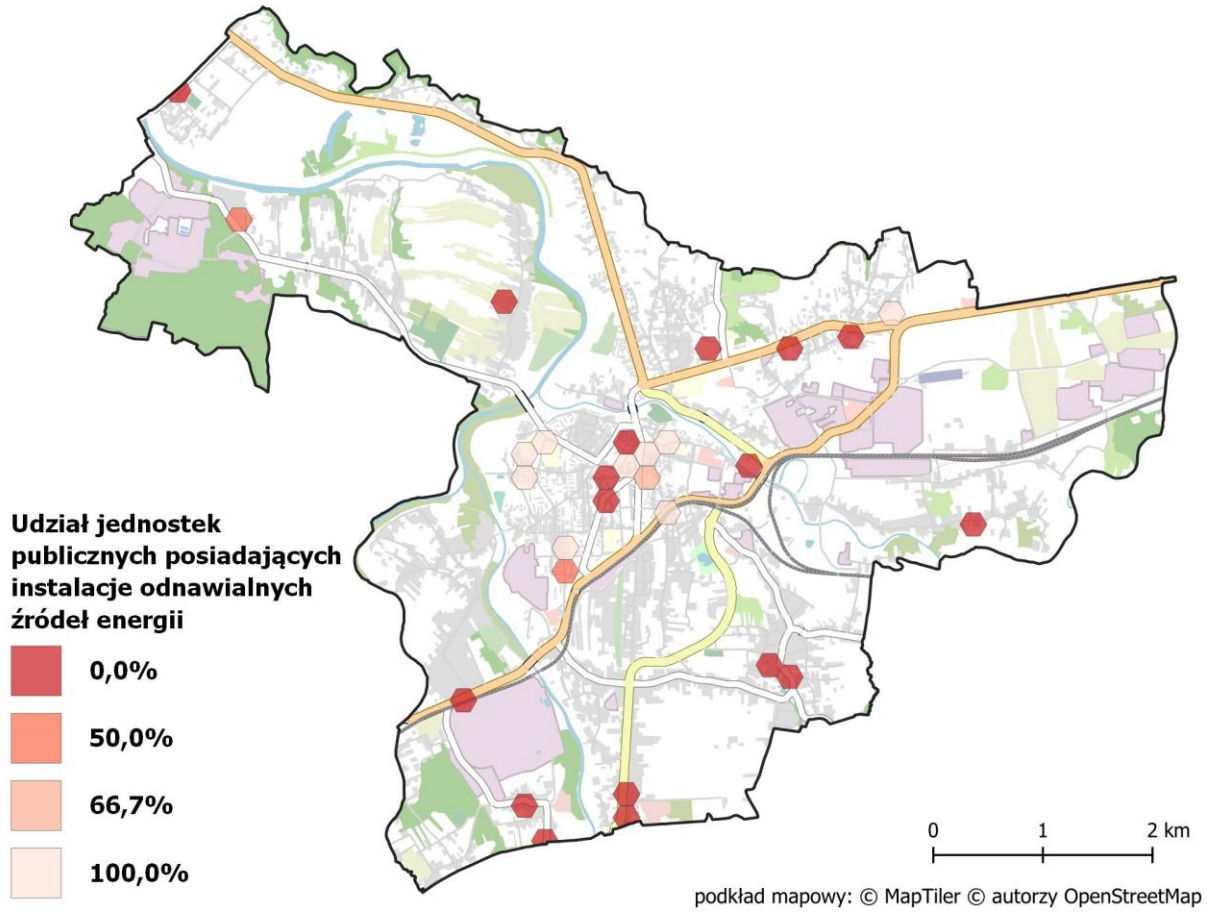 Udział jednostek
publicznych posiadających
instalacje odnawialnych
źródeł energii
0,0%
50,0%
66,7%
100,0%
0 1 2 km
podkład mapowy: © MapTiler © autorzy OpenStreetMap